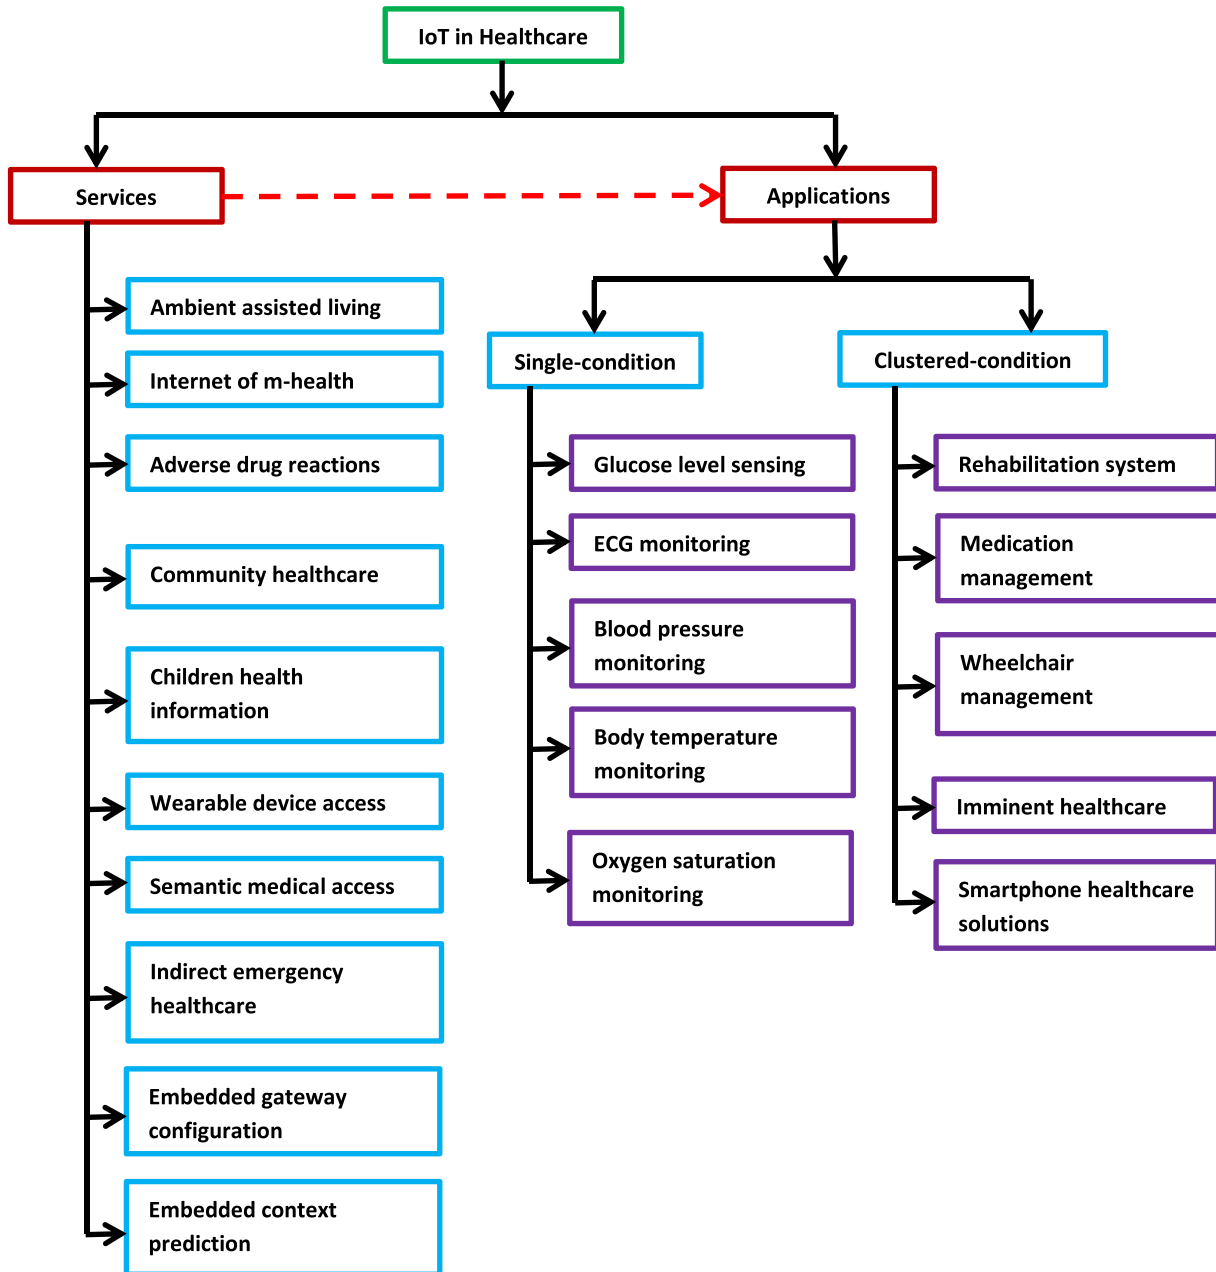 IoT in Healthcare
Services
Applications
Ambient assisted living
Internet of m-health
Adverse drug reactions
Community healthcare
Children health
information
Wearable device access
Semantic medical access
Indirect emergency
healthcare
Embedded gateway
configuration
Embedded context
prediction
Single-condition
Glucose level sensing
ECG monitoring
Blood pressure
monitoring
Body temperature
monitoring
Oxygen saturation
monitoring
Clustered-condition
Rehabilitation system
Medication
management
Wheelchair
management
Imminent healthcare
Smartphone healthcare
solutions